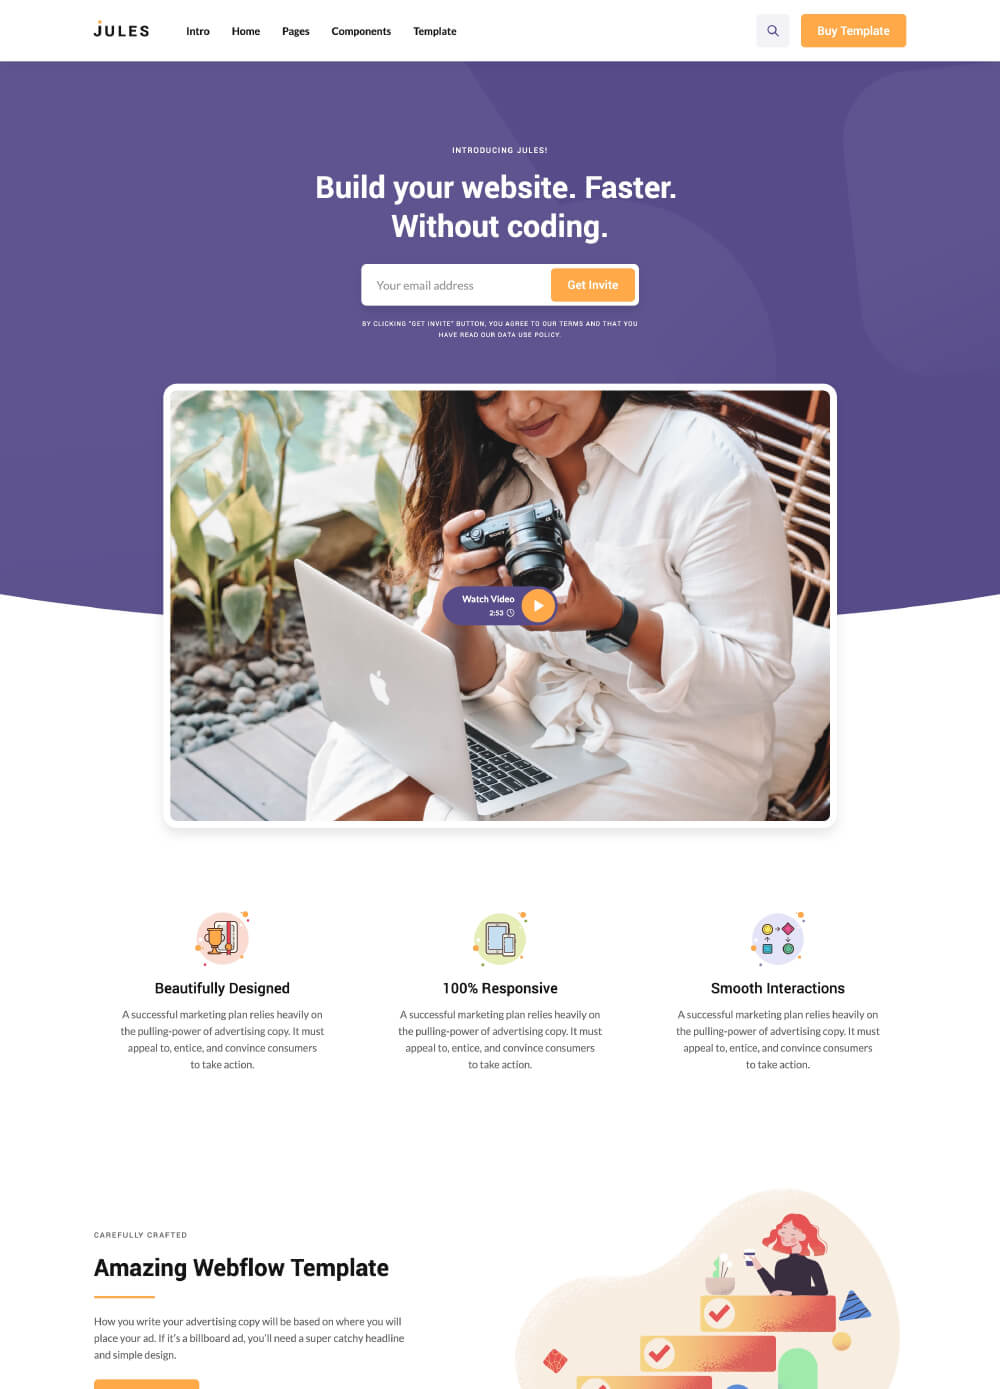 JULES
Intro
Home
Pages
Components
Template
Buy Template
INTRODUCING JULES!
Build your website. Faster.
Without coding.
Your email address
Get Invite
BY CLICKING "GET INVITE" BUTTON, YOU AGREE TO OUR TERMS AND THAT YOU
HAVE READ OUR DATA USE POLICY.
SONY
Watch Video
2:53
Beautifully Designed
A successful marketing plan relies heavily on
the pulling-power of advertising copy. It must
appeal to, entice, and convince consumers
to take action.
100% Responsive
A successful marketing plan relies heavily on
the pulling-power of advertising copy. It must
appeal to, entice, and convince consumers
to take action.
Smooth Interactions
A successful marketing plan relies heavily on
the pulling-power of advertising copy. It must
appeal to, entice, and convince consumers
to take action.
CAREFULLY CRAFTED
Amazing Webflow Template
How you write your advertising copy will be based on where you will
place your ad. If it's a billboard ad, you'll need a super catchy headline
and simple design.